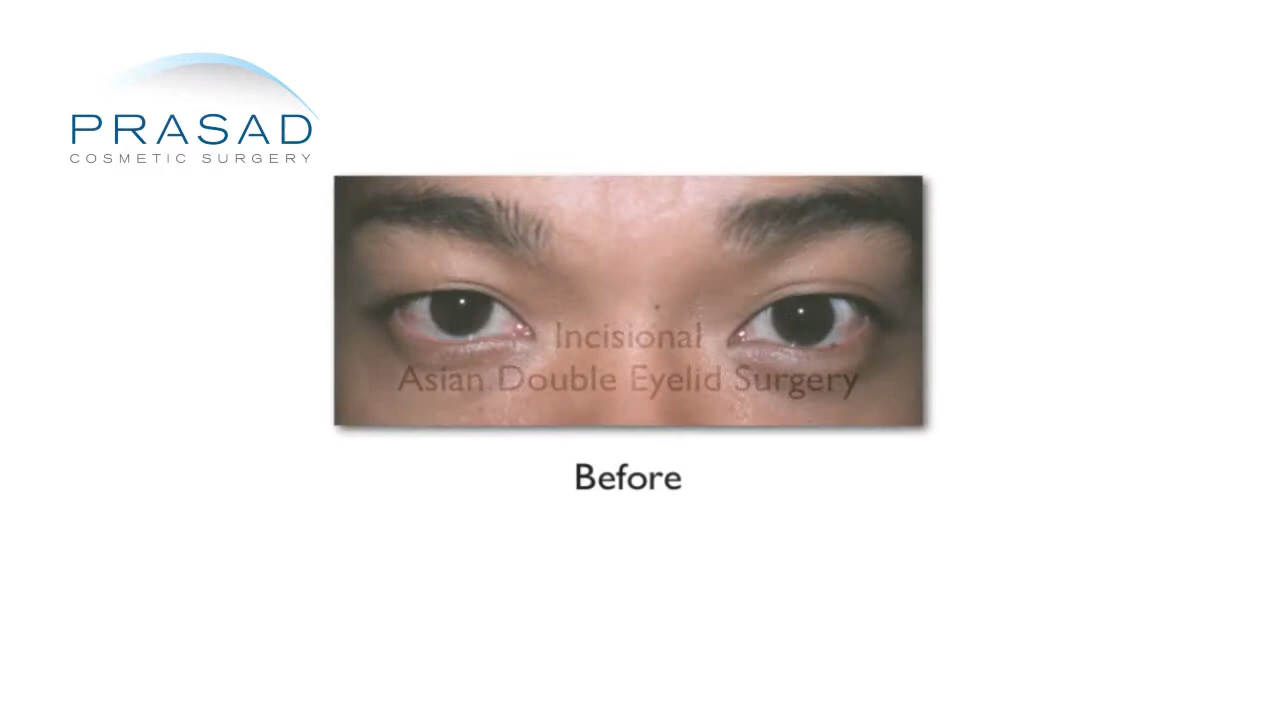 PRASAD
COSMETIC SURGERY
Incisional
Asian Double Eyelid Surgery
Before